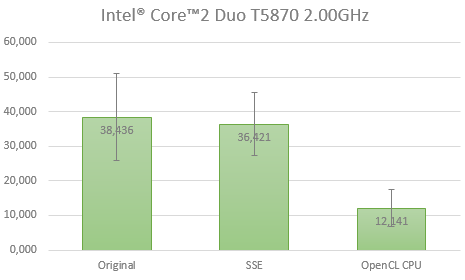 Intel® Core™2 Duo T5870 2.00GHz
60,000
50,000
40,000
30,000
20,000
10,000
0,000
38,436
36,421
12,141
Original
SSE
OpenCL CPU